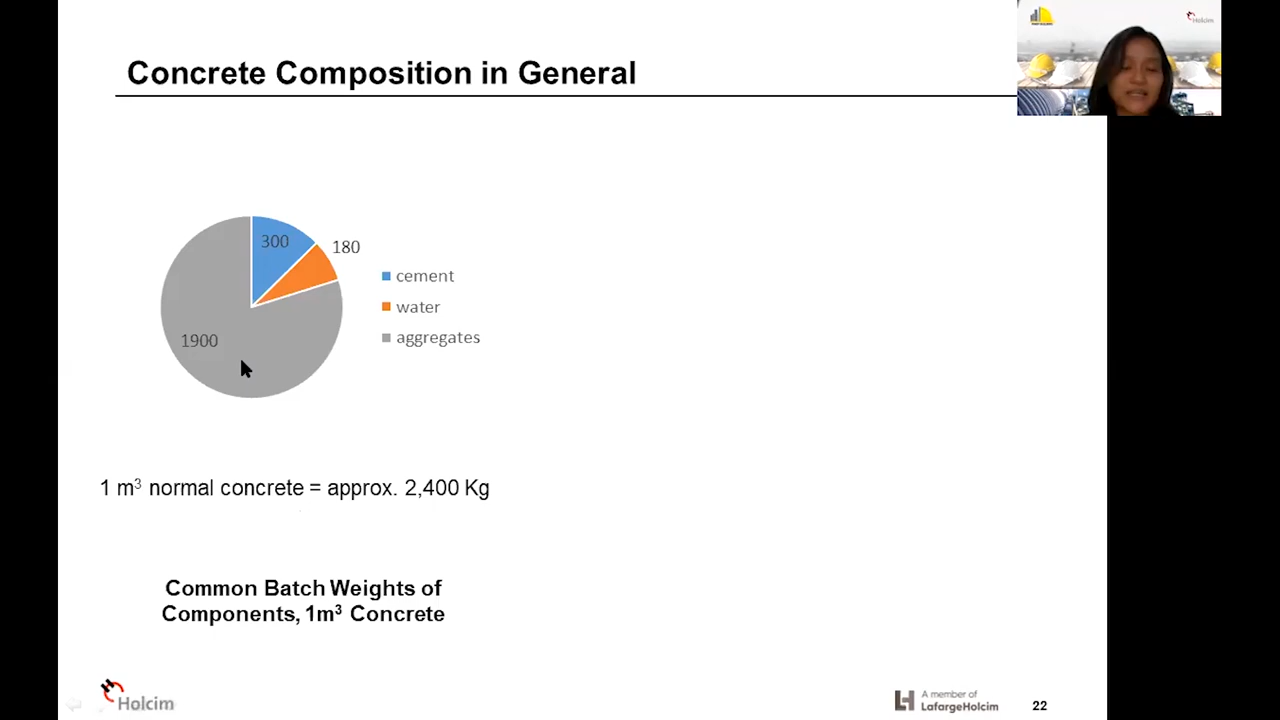 Concrete Composition in General
Holcim
300
180
1900
cement
water
aggregates
1 m³ normal concrete = approx. 2,400 Kg
Common Batch Weights of
Components, 1m³ Concrete
Holcim
A member of
LafargeHolcim
22